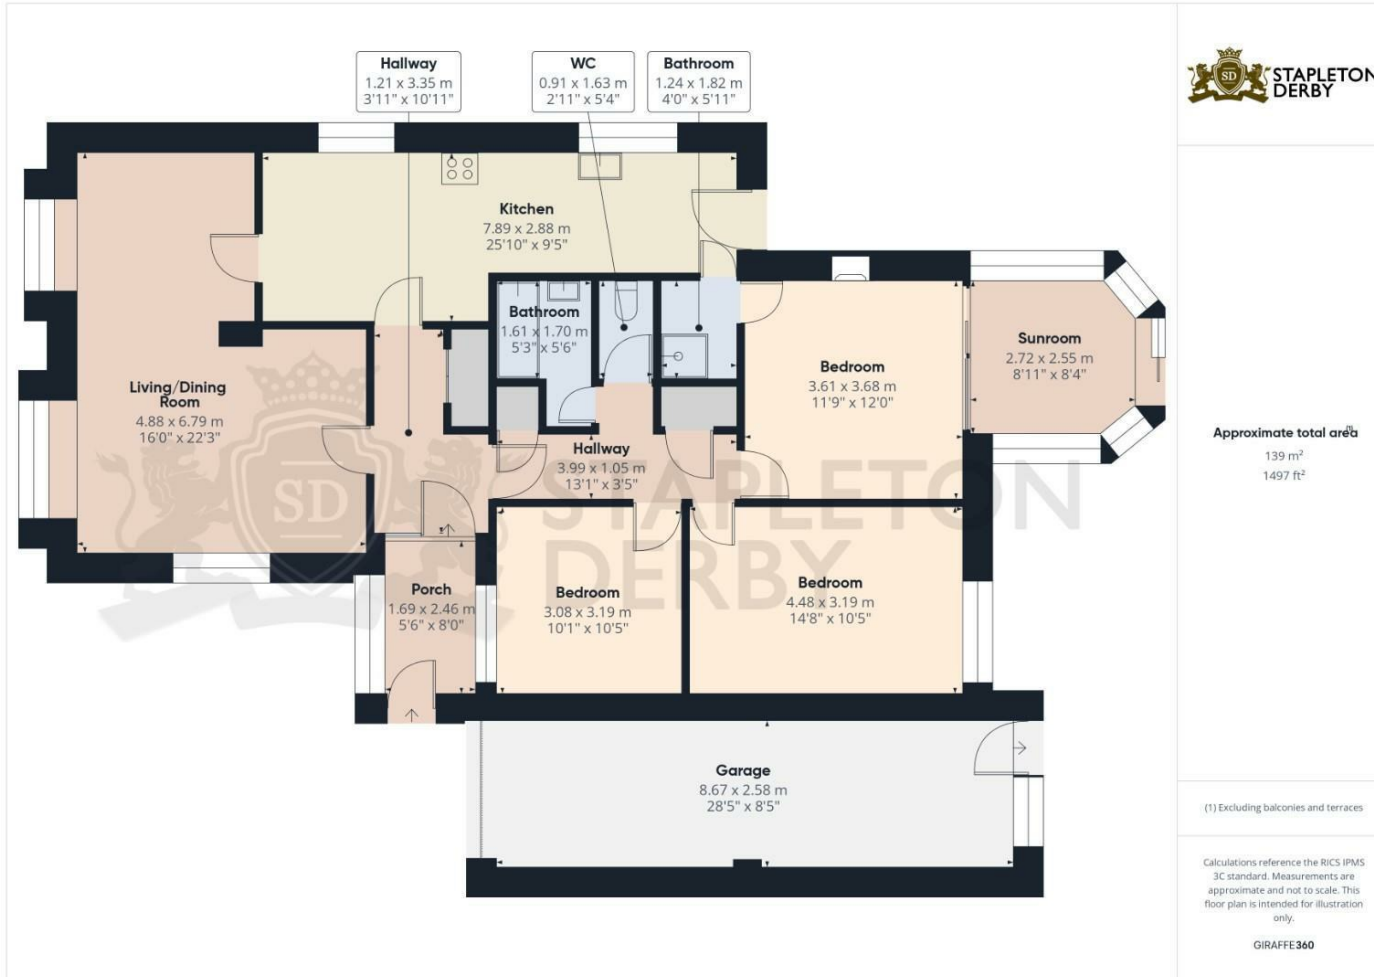 Hallway
1.21 x 3.35 m
3'11" x 10'11"
WC
0.91 x 1.63 m
2'11" x 5'4"
Bathroom
1.24 x 1.82 m
4'0" x 5'11"
SD
STAPLETON
DERBY
Kitchen
7.89 x 2.88 m
25'10" x 9'5"
Bathroom
1.61 x 1.70 m
5'3" x 5'6"
Bedroom
3.61 x 3.68 m
11'9" x 12'0"
Sunroom
2.72 x 2.55 m
8'11" x 8'4"
Living/Dining
Room
4.88 x 6.79 m
16'0" x 22'3"
Hallway
3.99 x 1.05 m
13'1" x 3'5"
SD
STAPLETON
DERBY
Porch
1.69 x 2.46 m
5'6" x 8'0"
Bedroom
3.08 x 3.19 m
10'1" x 10'5"
Bedroom
4.48 x 3.19 m
14'8" x 10'5"
Garage
8.67 x 2.58 m
28'5" x 8'5"
Approximate total area(1)
139 m²
1497 ft²
(1) Excluding balconies and terraces
Calculations reference the RICS IPMS
3C standard. Measurements are
approximate and not to scale. This
floor plan is intended for illustration
only.
GIRAFFE360